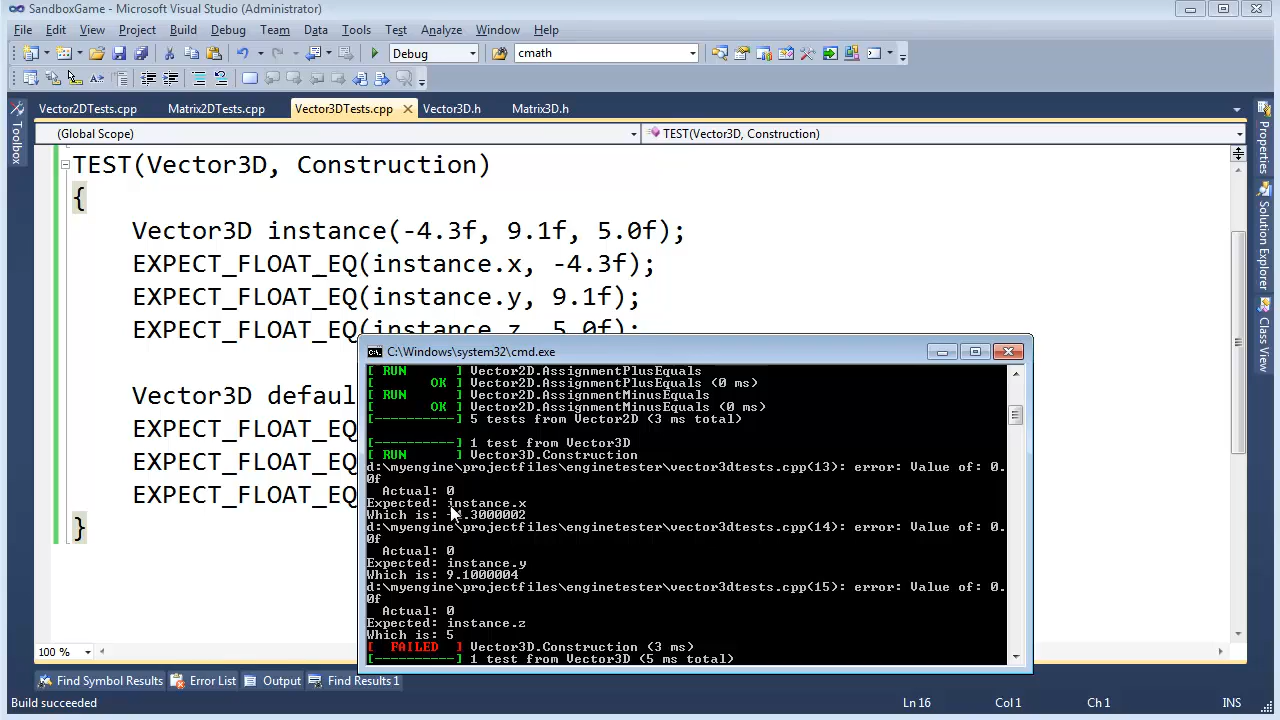 SandboxGame - Microsoft Visual Studio (Administrator)
File Edit View Project Build Debug Team Data Tools Test Analyze Window Help
Debug cmath
Vector2DTests.cpp Matrix2DTests.cpp Vector3DTests.cpp Vector3D.h Matrix3D.h
(Global Scope) TEST(Vector3D, Construction)
Toolbox
Properties
Solution Explorer
Class View
TEST(Vector3D, Construction)
{
Vector3D instance(-4.3f, 9.1f, 5.0f);
EXPECT_FLOAT_EQ(instance.x, -4.3f);
EXPECT_FLOAT_EQ(instance.y, 9.1f);
EXPECT_FLOAT_EQ(instance.z, 5.0f);
Vector3D defaul
EXPECT_FLOAT_EQ
EXPECT_FLOAT_EQ
EXPECT_FLOAT_EQ
}
C:\Windows\system32\cmd.exe
[ RUN      ] Vector2D.AssignmentPlusEquals
[       OK ] Vector2D.AssignmentPlusEquals (0 ms)
[ RUN      ] Vector2D.AssignmentMinusEquals
[       OK ] Vector2D.AssignmentMinusEquals (0 ms)
[----------] 5 tests from Vector2D (3 ms total)
[----------] 1 test from Vector3D
[ RUN      ] Vector3D.Construction
d:\myengine\projectfiles\enginetester\vector3dtests.cpp(13): error: Value of: 0.
0f
Actual: 0
Expected: instance.x
Which is: .3000002
d:\myengine\projectfiles\enginetester\vector3dtests.cpp(14): error: Value of: 0.
0f
Actual: 0
Expected: instance.y
Which is: 9.1000004
d:\myengine\projectfiles\enginetester\vector3dtests.cpp(15): error: Value of: 0.
0f
Actual: 0
Expected: instance.z
Which is: 5
[  FAILED  ] Vector3D.Construction (3 ms)
[----------] 1 test from Vector3D (5 ms total)
100 %
Find Symbol Results Error List Output Find Results 1
Build succeeded Ln 16 Col 1 Ch 1 INS